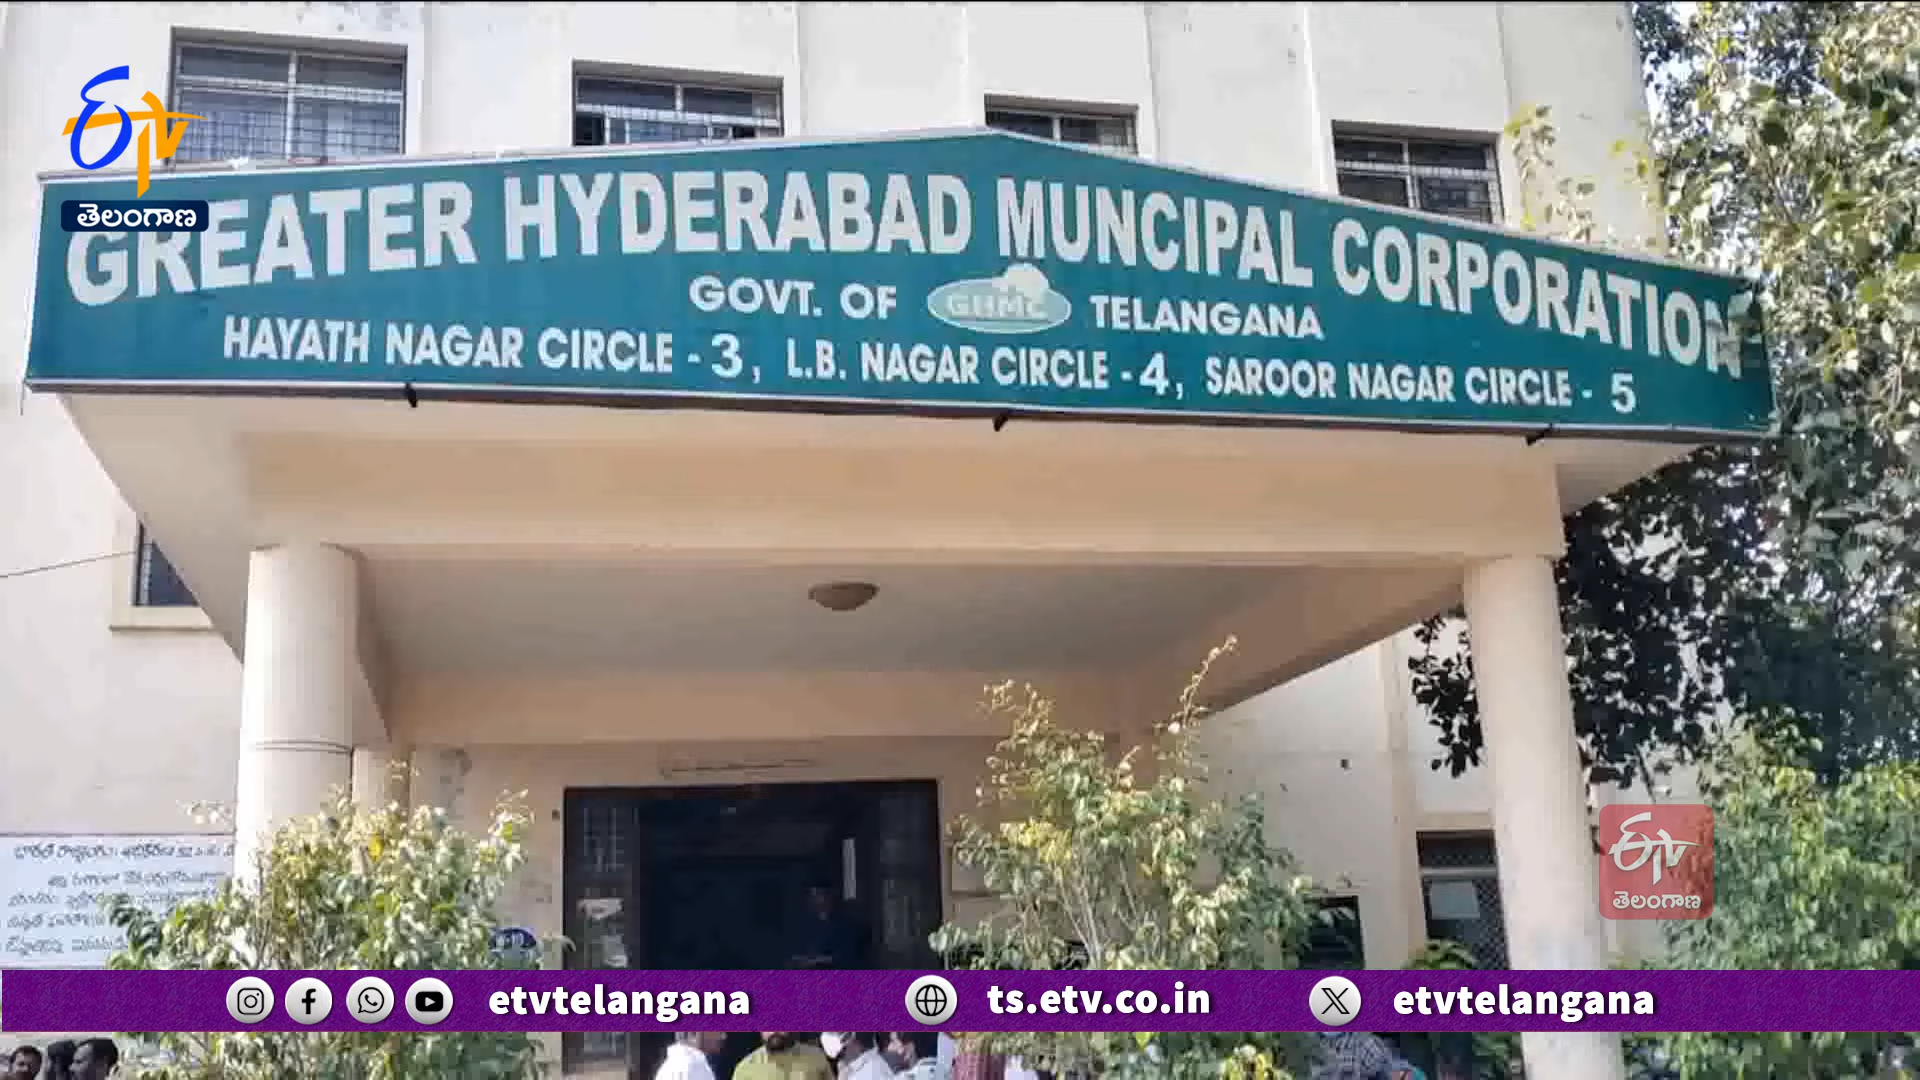 ETV
తెలంగాణ
GREATER HYDERABAD MUNCIPAL CORPORATION
GOVT. OF GHMC TELANGANA
HAYATH NAGAR CIRCLE - 3, L.B. NAGAR CIRCLE - 4, SAROOR NAGAR CIRCLE - 5
ETV
తెలంగాణ
etvtelangana
ts.etv.co.in
etvtelangana